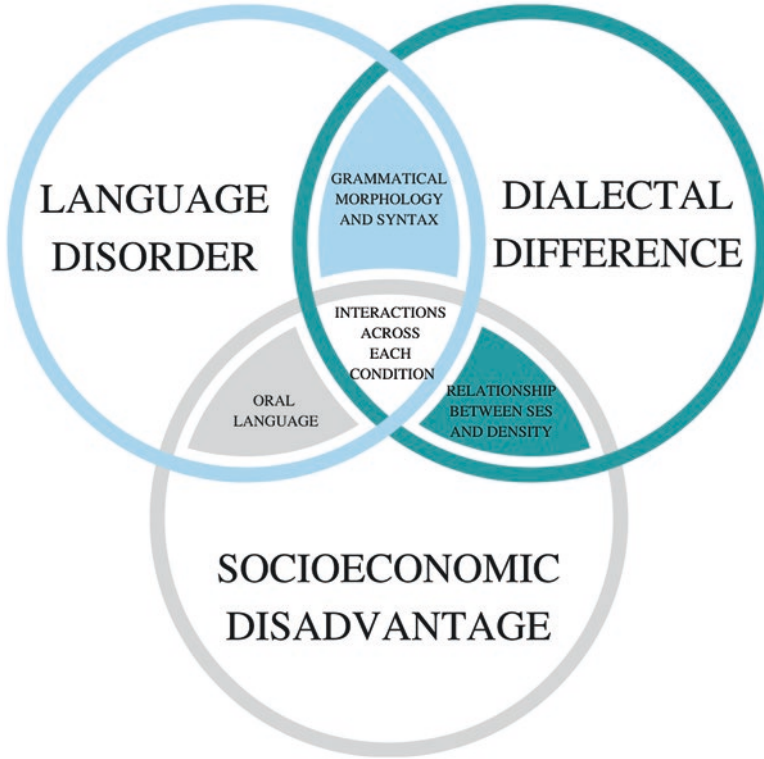 LANGUAGE
DISORDER
GRAMMATICAL
MORPHOLOGY
AND SYNTAX
DIALECTAL
DIFFERENCE
INTERACTIONS
ACROSS
EACH
CONDITION
ORAL
LANGUAGE
RELATIONSHIP
BETWEEN SES
AND DENSITY
SOCIOECONOMIC
DISADVANTAGE